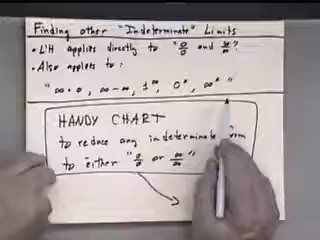 Finding other "Indeterminate" Limits
• L'H applies directly to "0/0 and ∞/∞"
• Also applies to:
"∞·0, ∞-∞, 1^∞, 0^0, ∞^0"
HANDY CHART
to reduce any indeterminate form
to either "0/0 or ∞/∞"